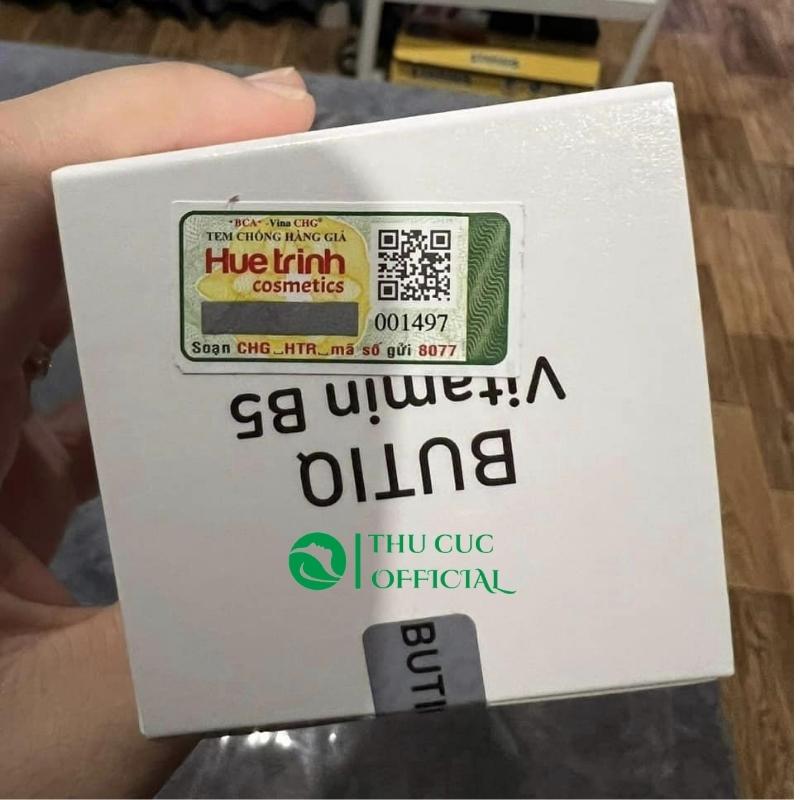 *BCA* -Vina CHG®
TEM CHỐNG HÀNG GIẢ
Hue trinh
cosmetics
001497
Soạn CHG_HTR_mã số gửi 8077
Vitamin B5
BUTIQ
THU CUC
OFFICIAL
BUTI